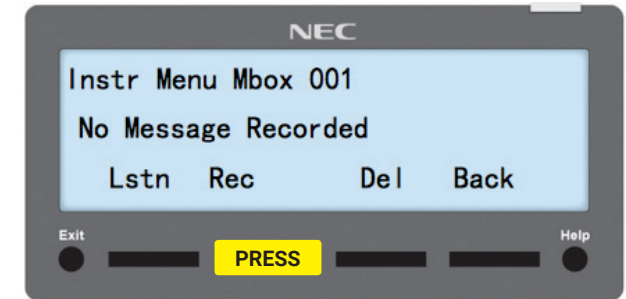 NEC
Instr Menu Mbox 001
No Message Recorded
Lstn Rec Del Back
Exit Help
PRESS